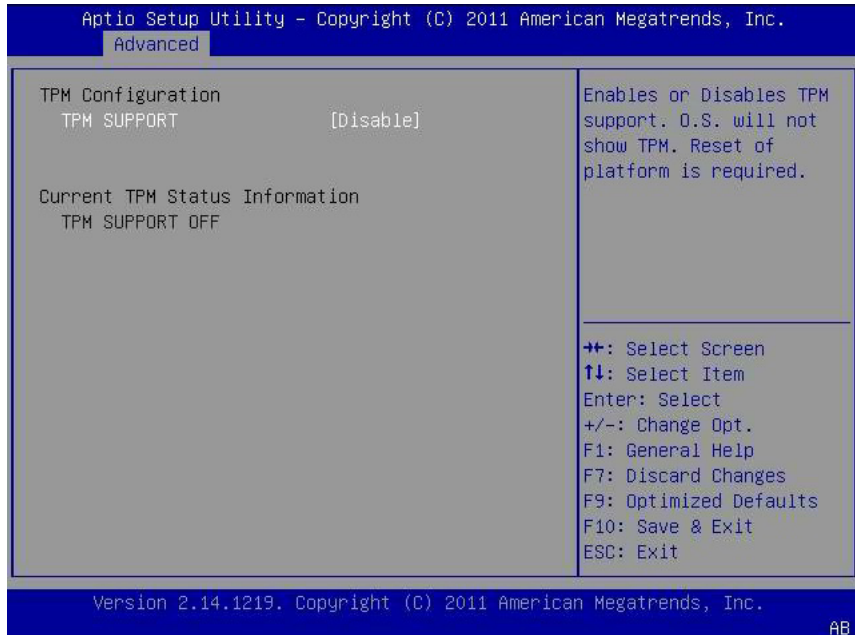 Aptio Setup Utility – Copyright (C) 2011 American Megatrends, Inc.
Advanced
TPM Configuration
TPM SUPPORT [Disable]
Current TPM Status Information
TPM SUPPORT OFF
Enables or Disables TPM
support. O.S. will not
show TPM. Reset of
platform is required.
→←: Select Screen
↑↓: Select Item
Enter: Select
+/-: Change Opt.
F1: General Help
F7: Discard Changes
F9: Optimized Defaults
F10: Save & Exit
ESC: Exit
Version 2.14.1219. Copyright (C) 2011 American Megatrends, Inc.
AB